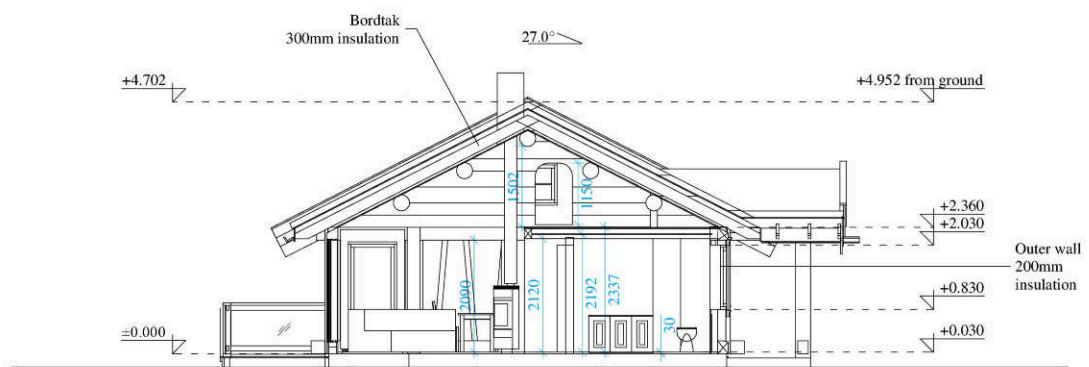 Bordtak
300mm insulation
27.0°
+4.702
+4.952 from ground
1502
1150
+2.360
+2.030
Outer wall
200mm
insulation
2090
2120
2192
2337
+0.830
30
±0.000
+0.030